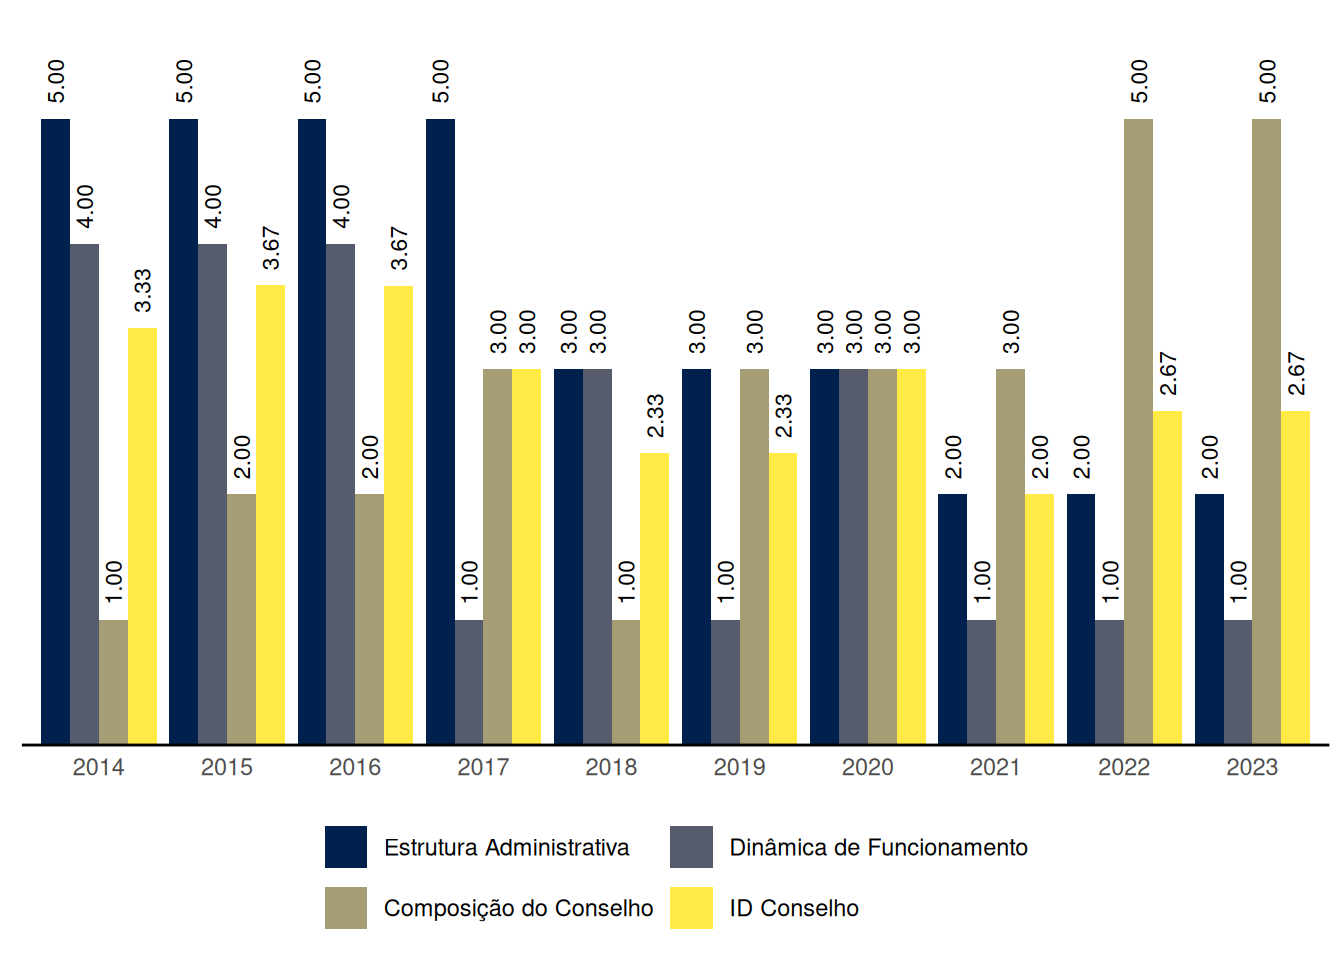 5.00 4.00 1.00 3.33 5.00 4.00 2.00 3.67 5.00 4.00 2.00 3.67 5.00 1.00 3.00 3.00 3.00 3.00 1.00 2.33 3.00 1.00 3.00 2.33 3.00 3.00 3.00 3.00 2.00 1.00 3.00 2.00 2.00 1.00 5.00 2.67 2.00 1.00 5.00 2.67
2014 2015 2016 2017 2018 2019 2020 2021 2022 2023
Estrutura Administrativa Dinâmica de Funcionamento
Composição do Conselho ID Conselho